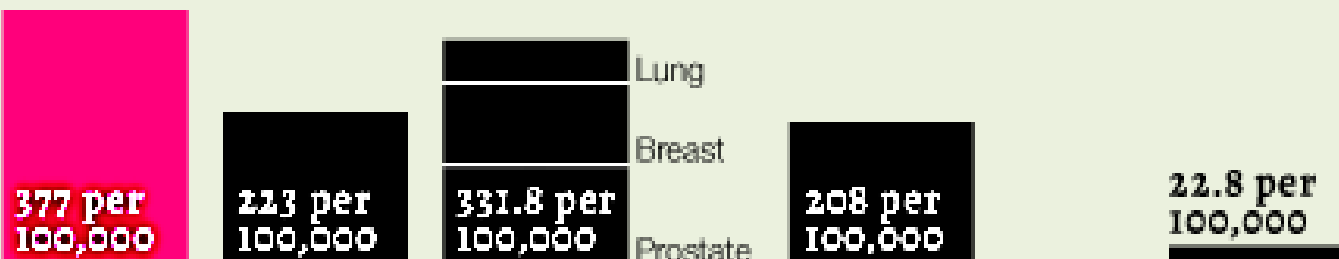 377 per
100,000
223 per
100,000
331.8 per
100,000
Lung
Breast
Prostate
208 per
100,000
22.8 per
100,000